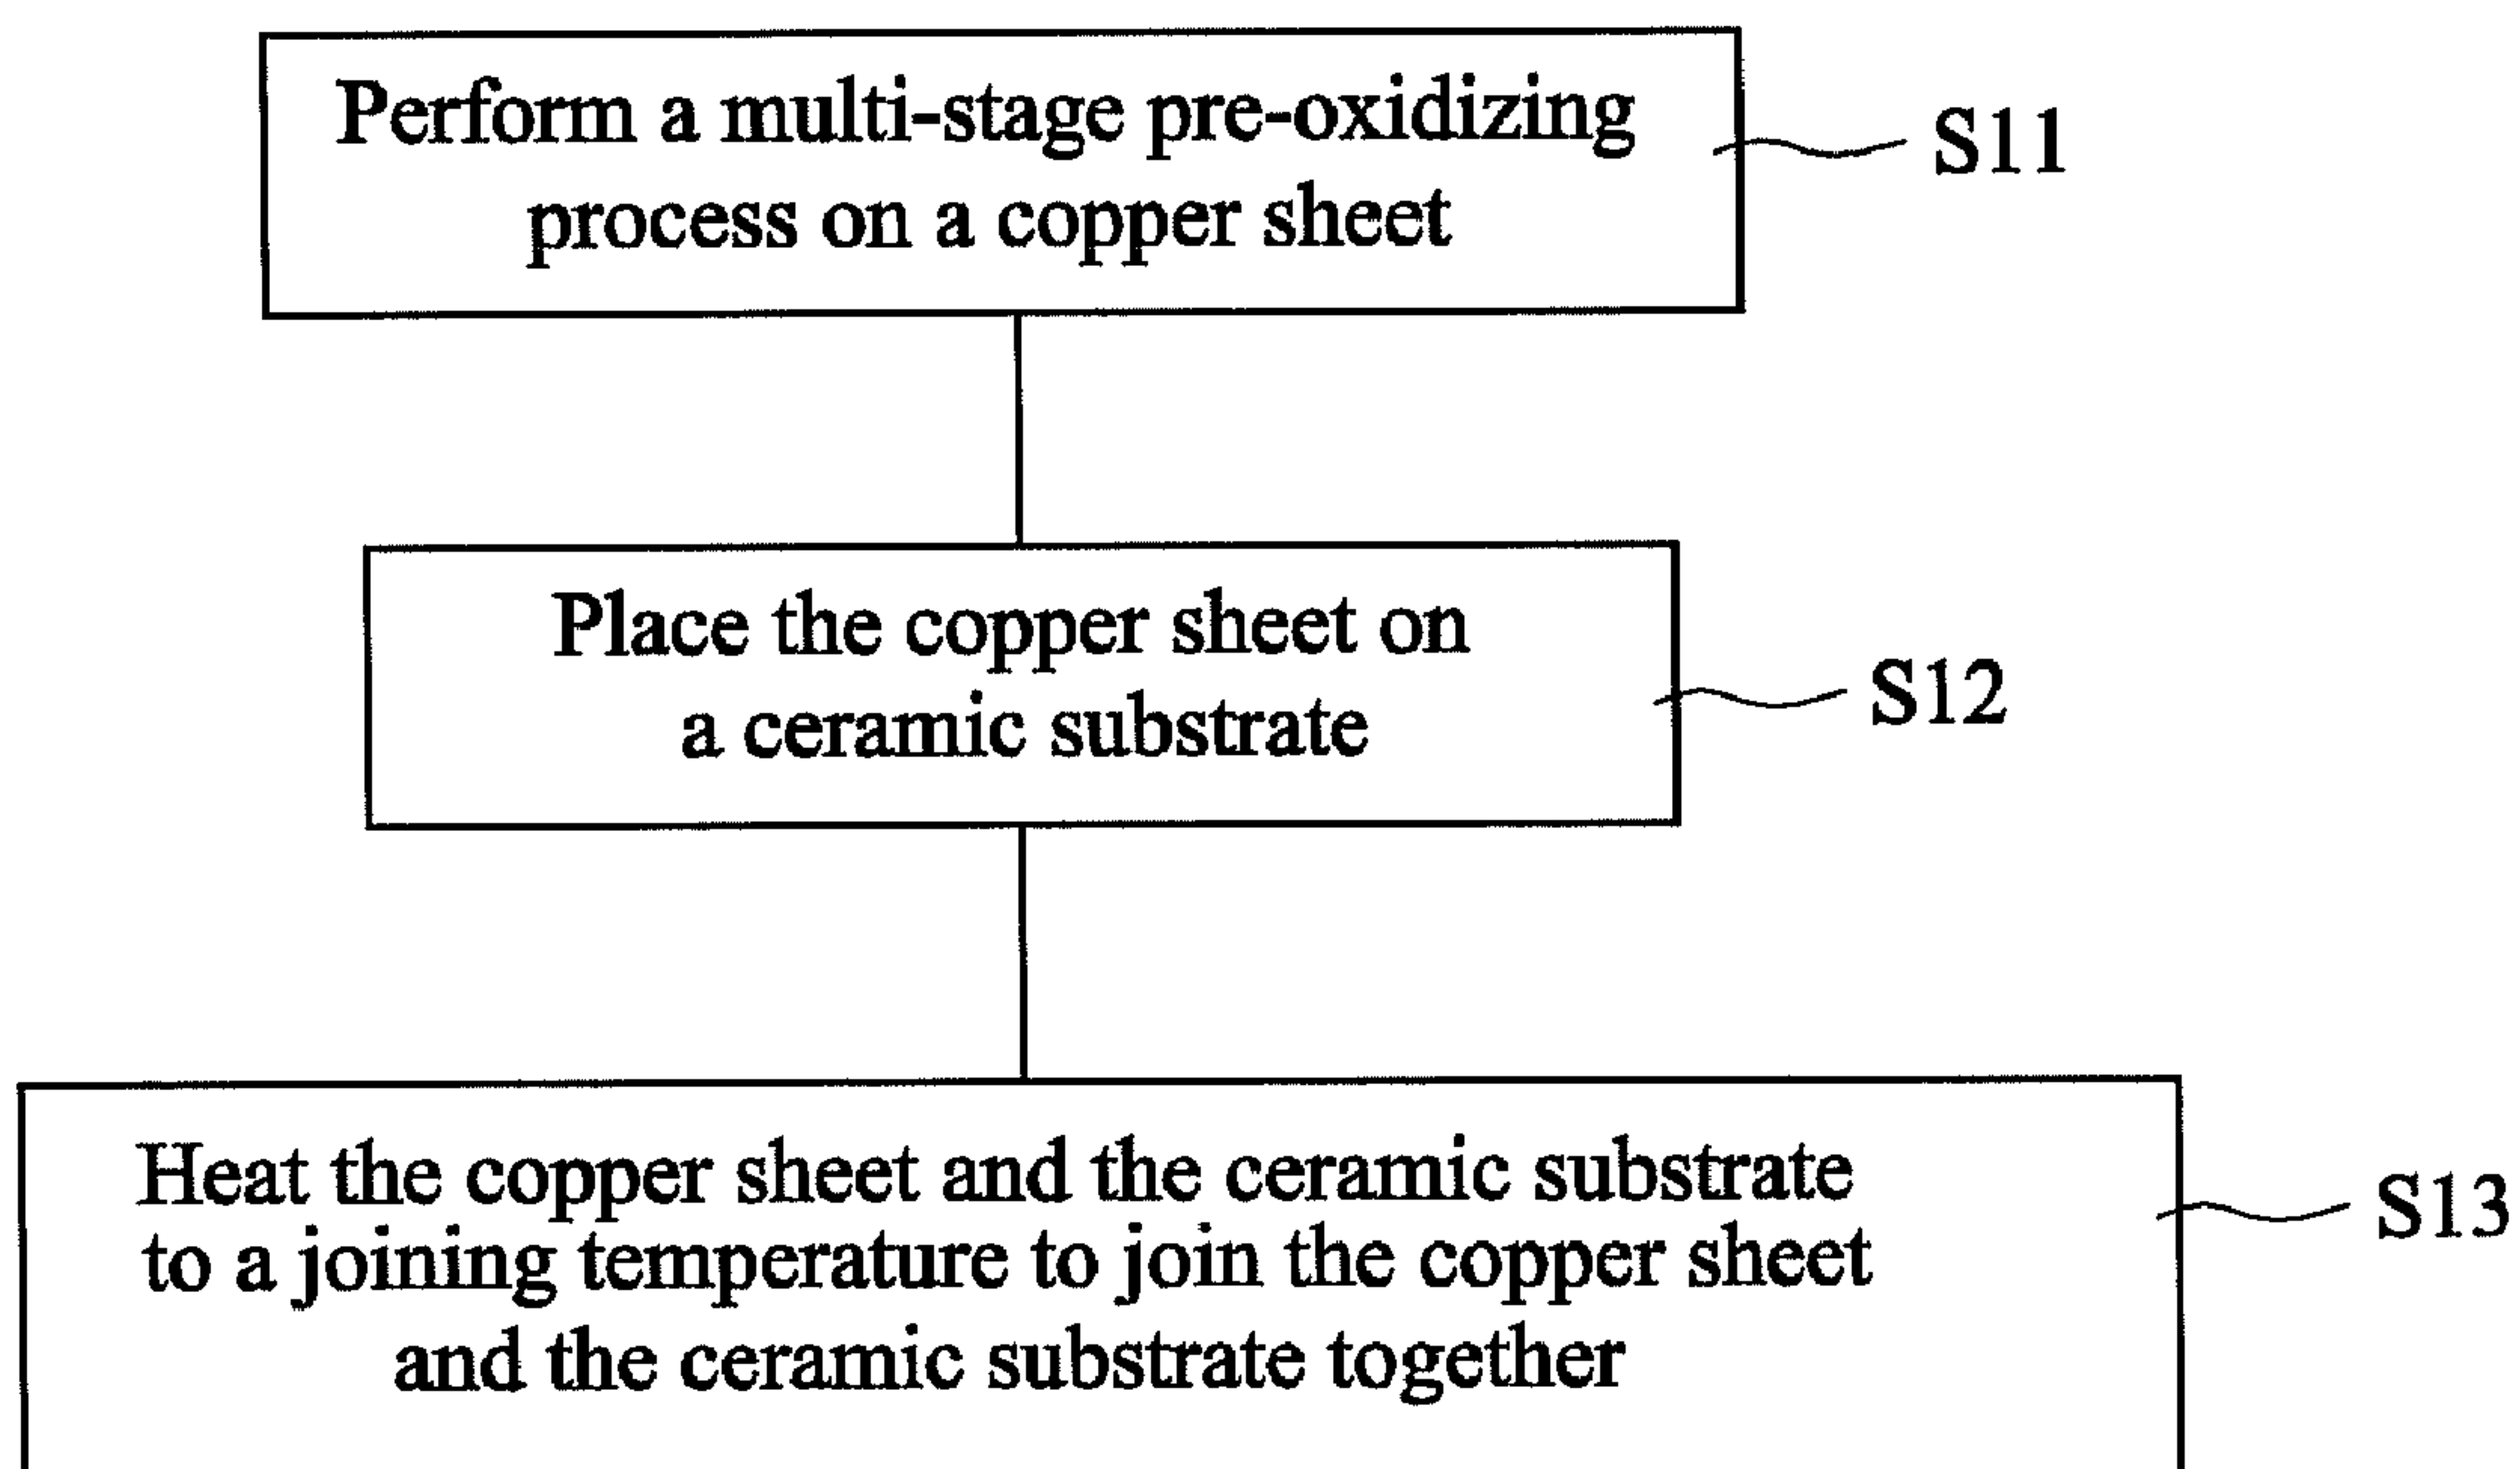 Perform a multi-stage pre-oxidizing
process on a copper sheet
S11
Place the copper sheet on
a ceramic substrate
S12
Heat the copper sheet and the ceramic substrate
to a joining temperature to join the copper sheet
and the ceramic substrate together
S13